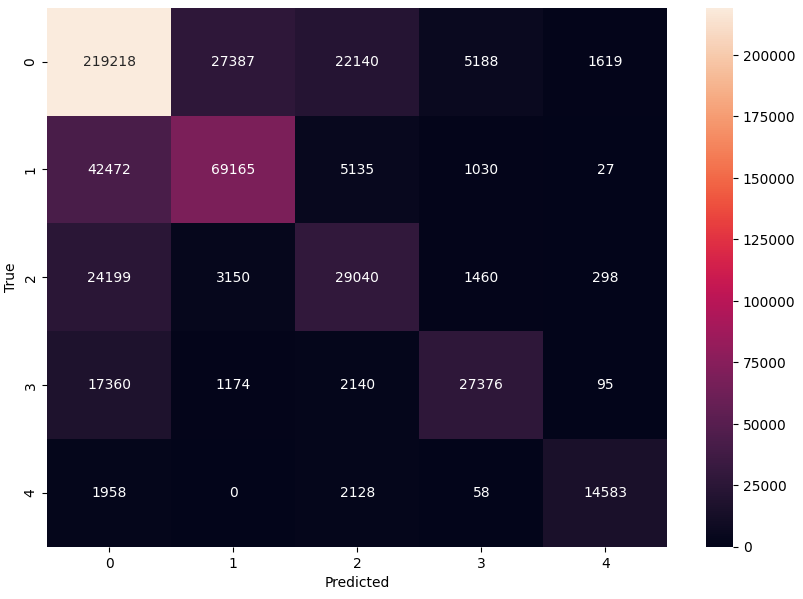 0 219218 27387 22140 5188 1619
1 42472 69165 5135 1030 27
2 24199 3150 29040 1460 298
3 17360 1174 2140 27376 95
4 1958 0 2128 58 14583
True
0 1 2 3 4
Predicted
200000
175000
150000
125000
100000
75000
50000
25000
0